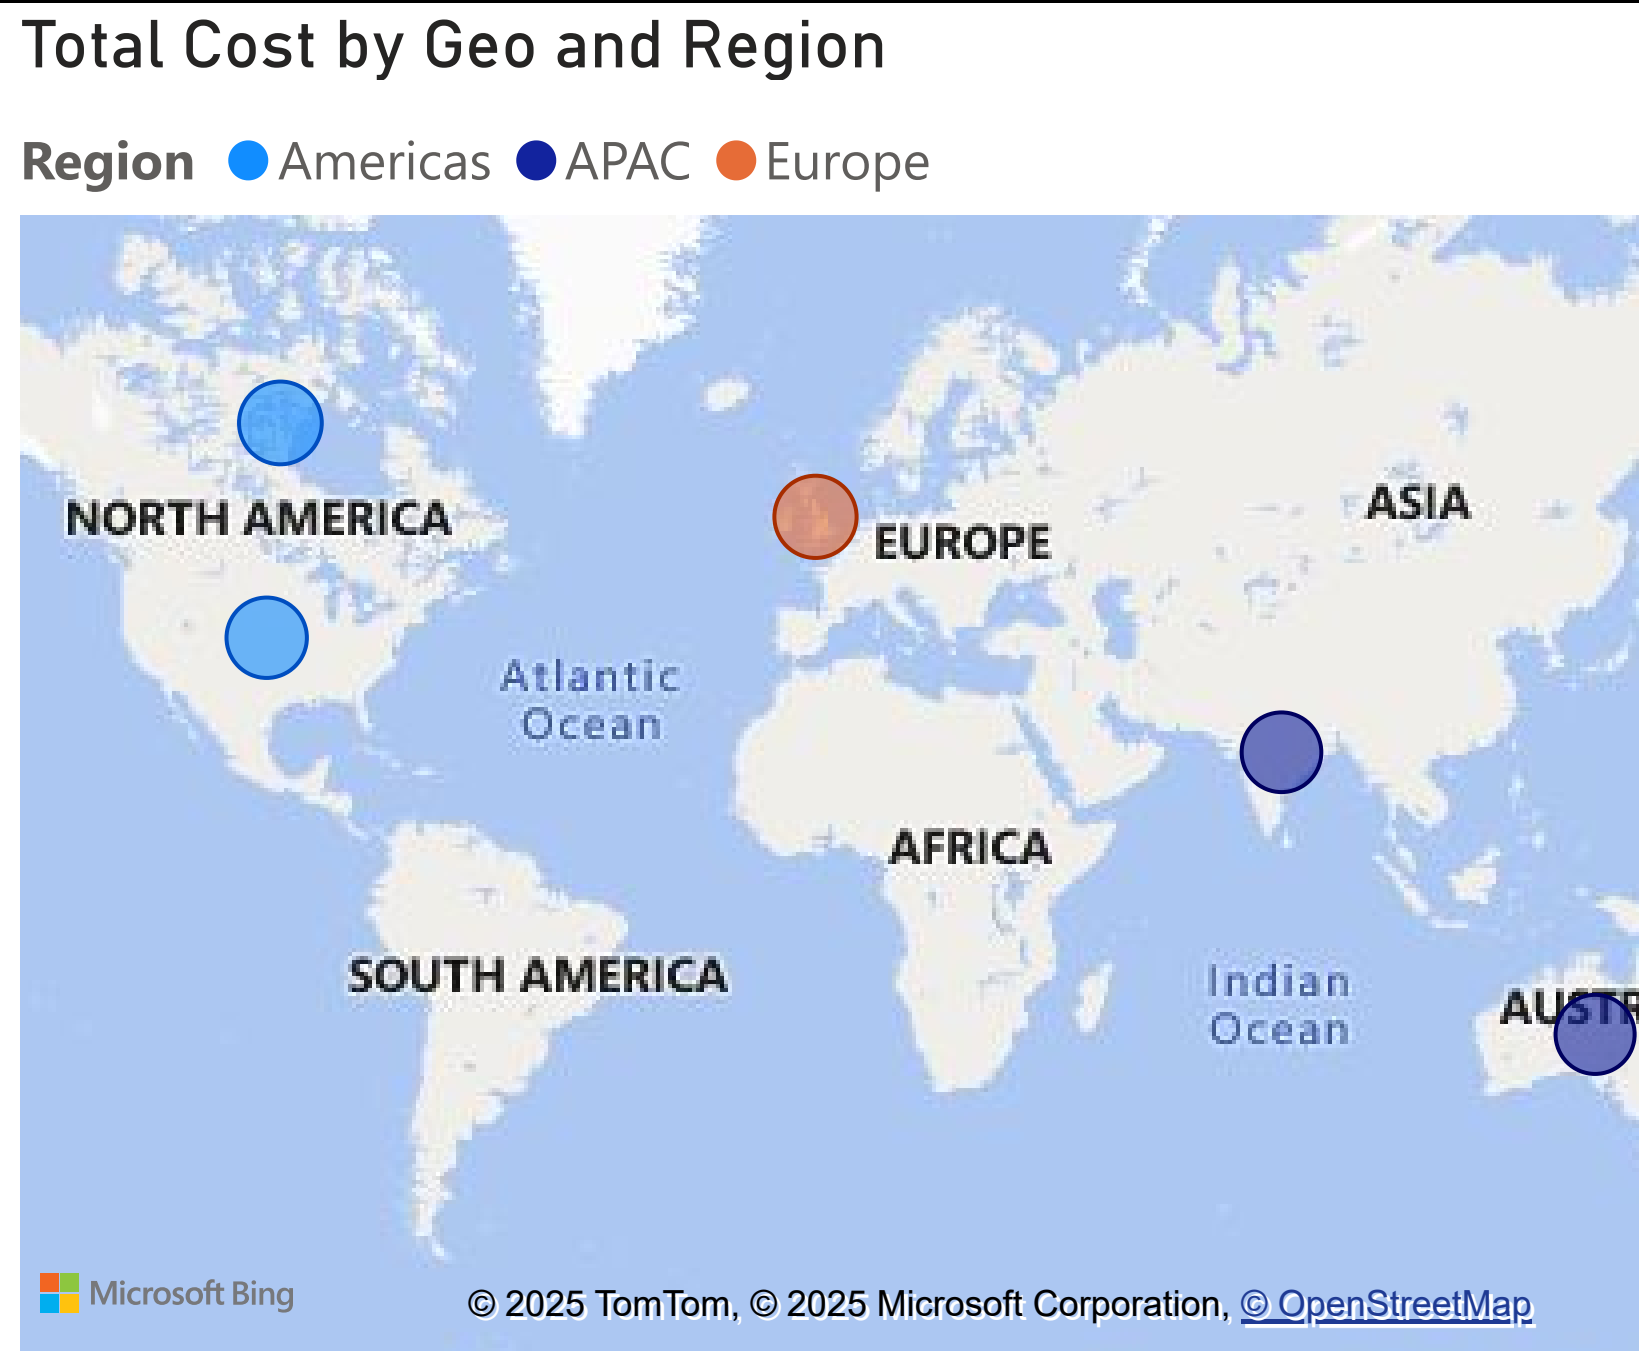 Total Cost by Geo and Region
Region Americas APAC Europe
NORTH AMERICA
ASIA
EUROPE
Atlantic
Ocean
AFRICA
SOUTH AMERICA
Indian
Ocean
AUSTR
Microsoft Bing
© 2025 TomTom, © 2025 Microsoft Corporation, © OpenStreetMap